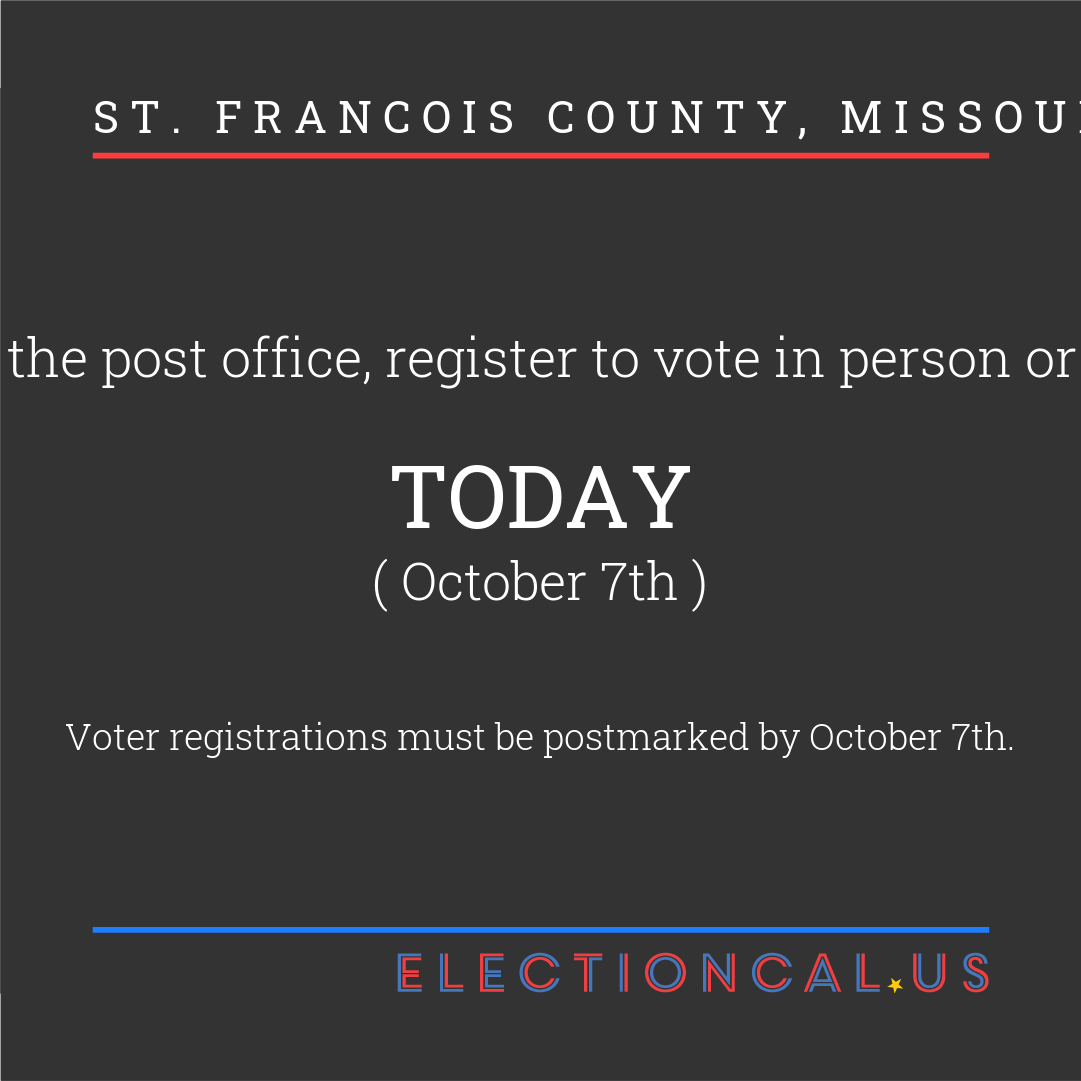 ST. FRANCOIS COUNTY, MISSOU
the post office, register to vote in person or
TODAY
( October 7th )
Voter registrations must be postmarked by October 7th.
ELECTIONCAL.US